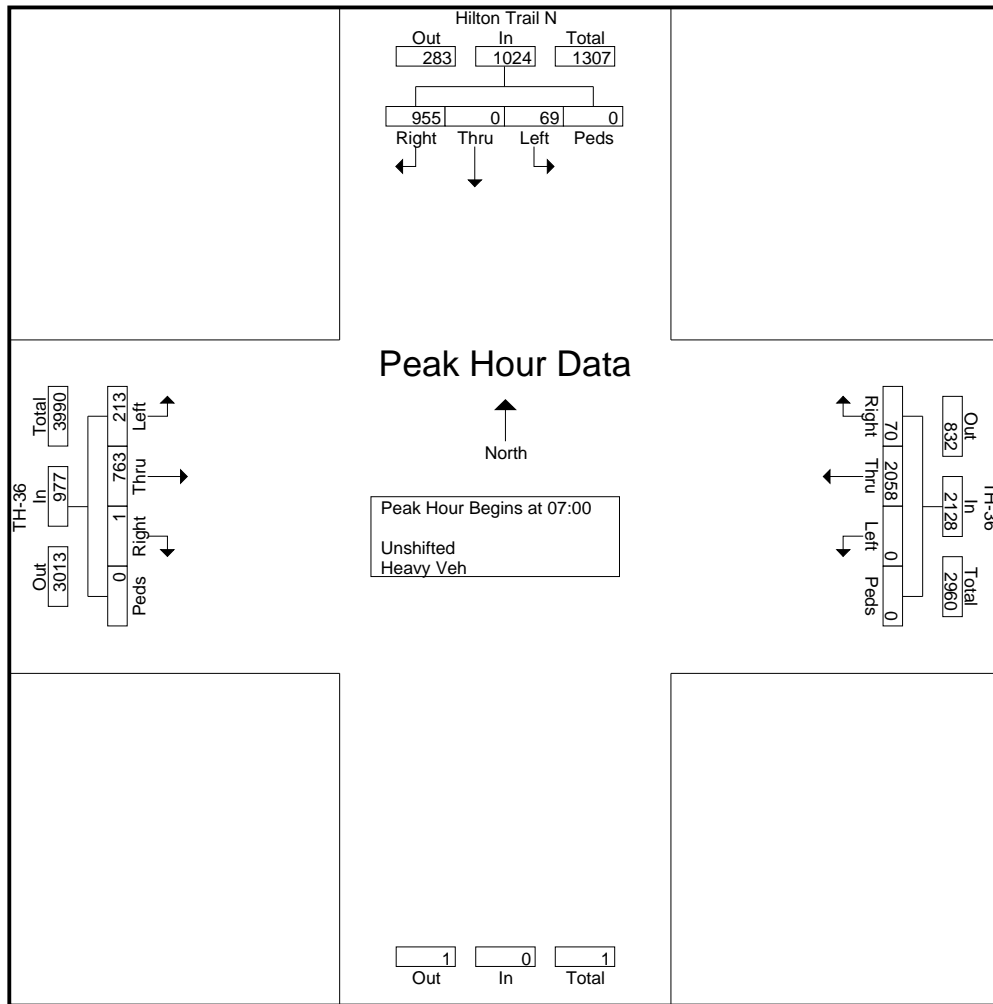 Hilton Trail N
Out In Total
283 1024 1307
955 0 69 0
Right Thru Left Peds
Peak Hour Data
North
Peak Hour Begins at 07:00
Unshifted
Heavy Veh
TH-36
Total In Out
3990 977 3013
213 763 1 0
Left Thru Right Peds
TH-36
Out In Total
832 2128 2960
70 2058 0 0
Right Thru Left Peds
1 0 1
Out In Total